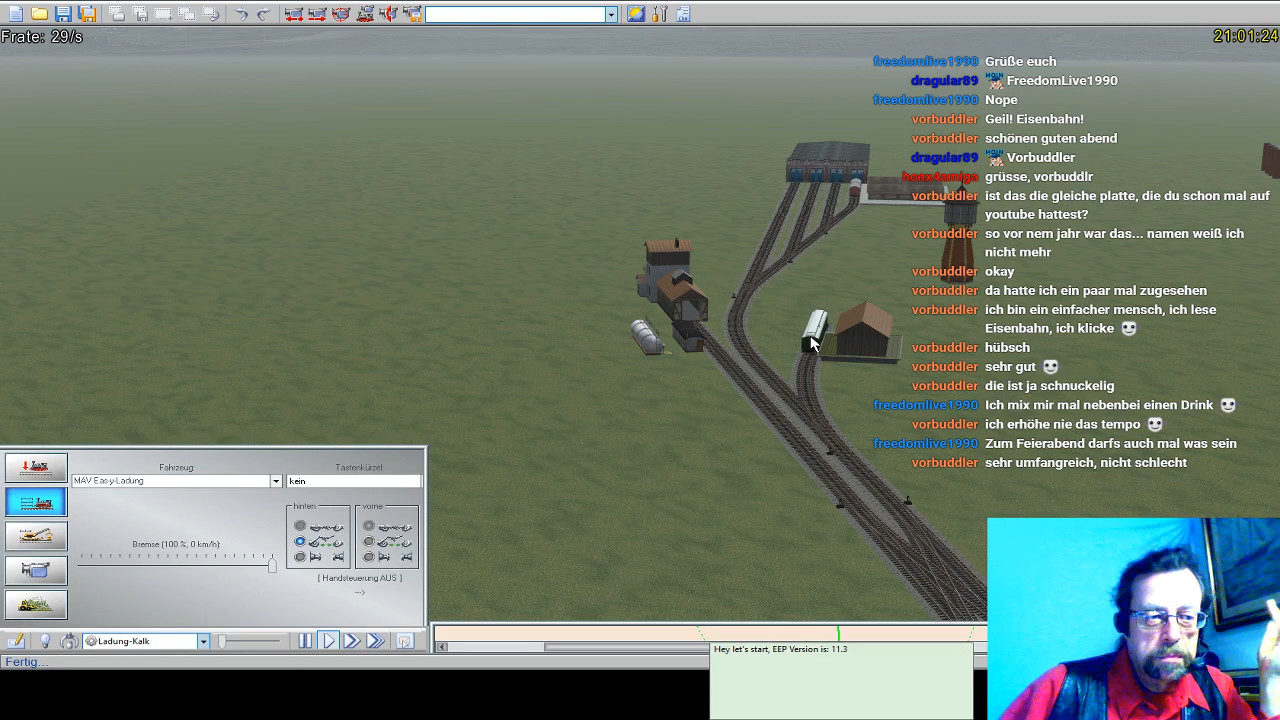 Frate: 29/s
21:01:24
freedomlive1990 Grüße euch
dragular89 FreedomLive1990
freedomlive1990 Nope
vorbuddler Geil! Eisenbahn!
vorbuddler schönen guten abend
dragular89 Vorbuddler
honx4amiga grüsse, vorbuddlr
vorbuddler ist das die gleiche platte, die du schon mal auf
youtube hattest?
vorbuddler so vor nem jahr war das... namen weiß ich
nicht mehr
vorbuddler okay
vorbuddler da hatte ich ein paar mal zugesehen
vorbuddler ich bin ein einfacher mensch, ich lese
Eisenbahn, ich klicke
vorbuddler hübsch
vorbuddler sehr gut
vorbuddler die ist ja schnuckelig
freedomlive1990 Ich mix mir mal nebenbei einen Drink
vorbuddler ich erhöhe nie das tempo
freedomlive1990 Zum Feierabend darfs auch mal was sein
vorbuddler sehr umfangreich, nicht schlecht
Fahrzeug:
Tastenkürzel:
MAV Eas-y-Ladung
kein
hinten
vorne
Bremse (100 %, 0 km/h):
[ Handsteuerung AUS ]
--->
Ladung-Kalk
Fertig...
Hey let's start, EEP Version is: 11.3